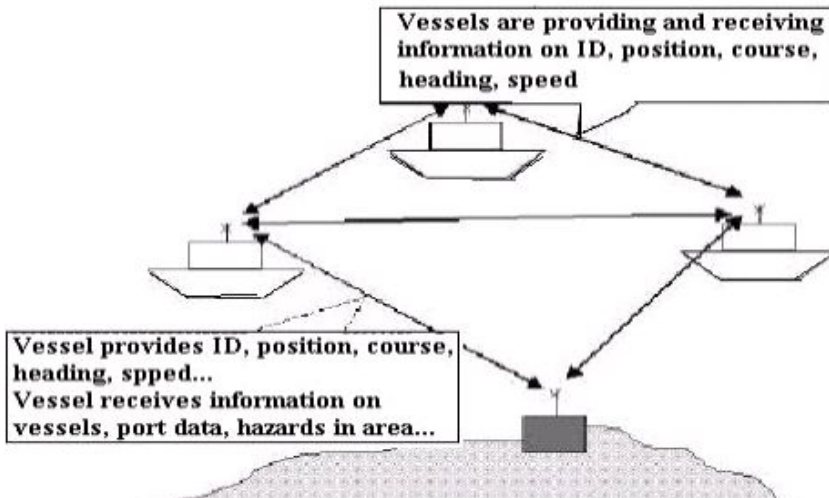 Vessels are providing and receiving
information on ID, position, course,
heading, speed
Vessel provides ID, position, course,
heading, spped...
Vessel receives information on
vessels, port data, hazards in area...